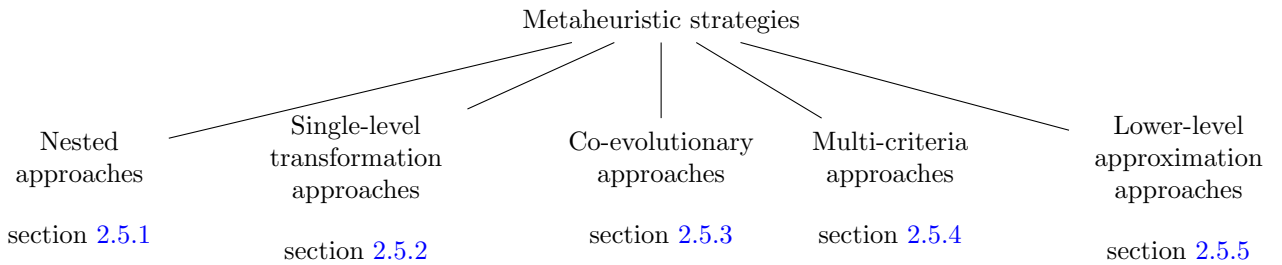 Metaheuristic strategies
Nested
approaches
section 2.5.1
Single-level
transformation
approaches
section 2.5.2
Co-evolutionary
approaches
section 2.5.3
Multi-criteria
approaches
section 2.5.4
Lower-level
approximation
approaches
section 2.5.5